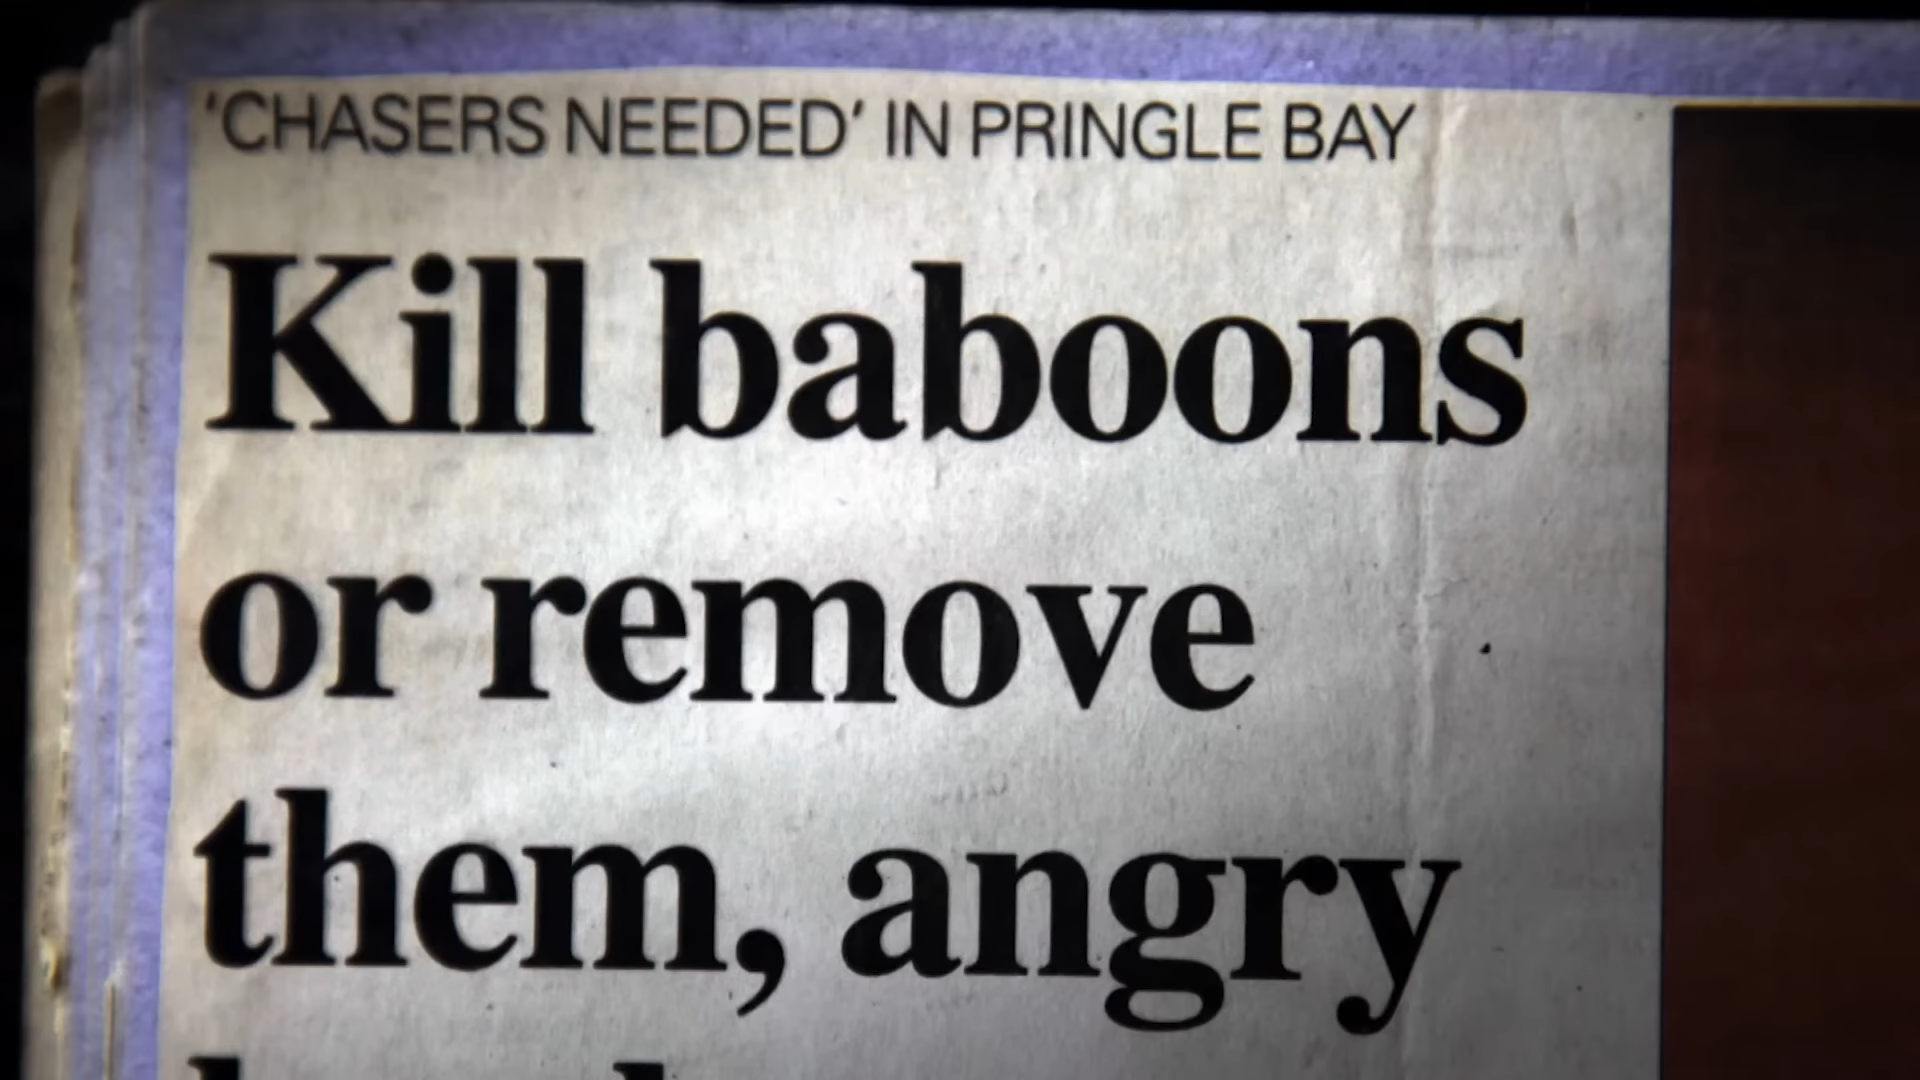 ‘CHASERS NEEDED’ IN PRINGLE BAY
Kill baboons
or remove
them, angry